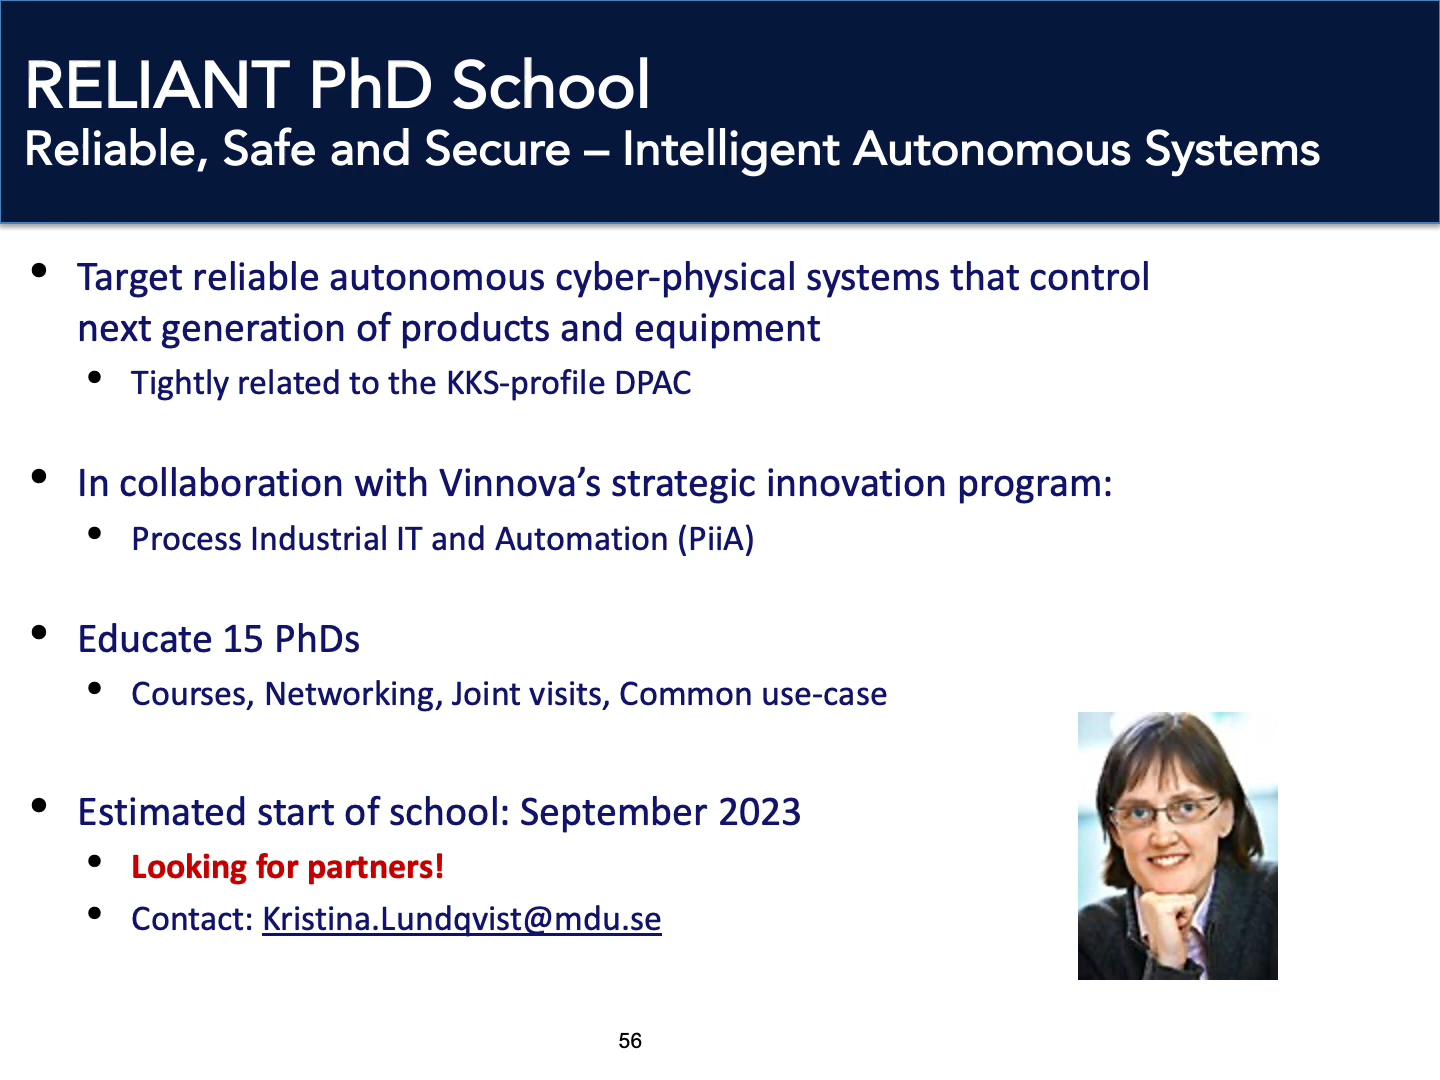 RELIANT PhD School
Reliable, Safe and Secure – Intelligent Autonomous Systems
• Target reliable autonomous cyber-physical systems that control
next generation of products and equipment
• Tightly related to the KKS-profile DPAC
• In collaboration with Vinnova’s strategic innovation program:
• Process Industrial IT and Automation (PiiA)
• Educate 15 PhDs
• Courses, Networking, Joint visits, Common use-case
• Estimated start of school: September 2023
• Looking for partners!
• Contact: Kristina.Lundqvist@mdu.se
56